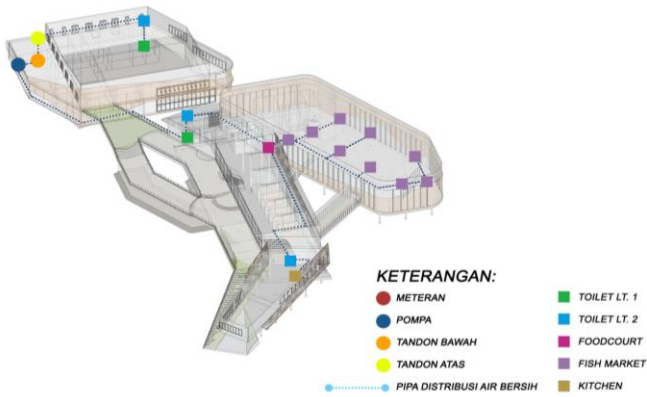 KETERANGAN:
METERAN
POMPA
TANDON BAWAH
TANDON ATAS
PIPA DISTRIBUSI AIR BERSIH
TOILET LT. 1
TOILET LT. 2
FOODCOURT
FISH MARKET
KITCHEN